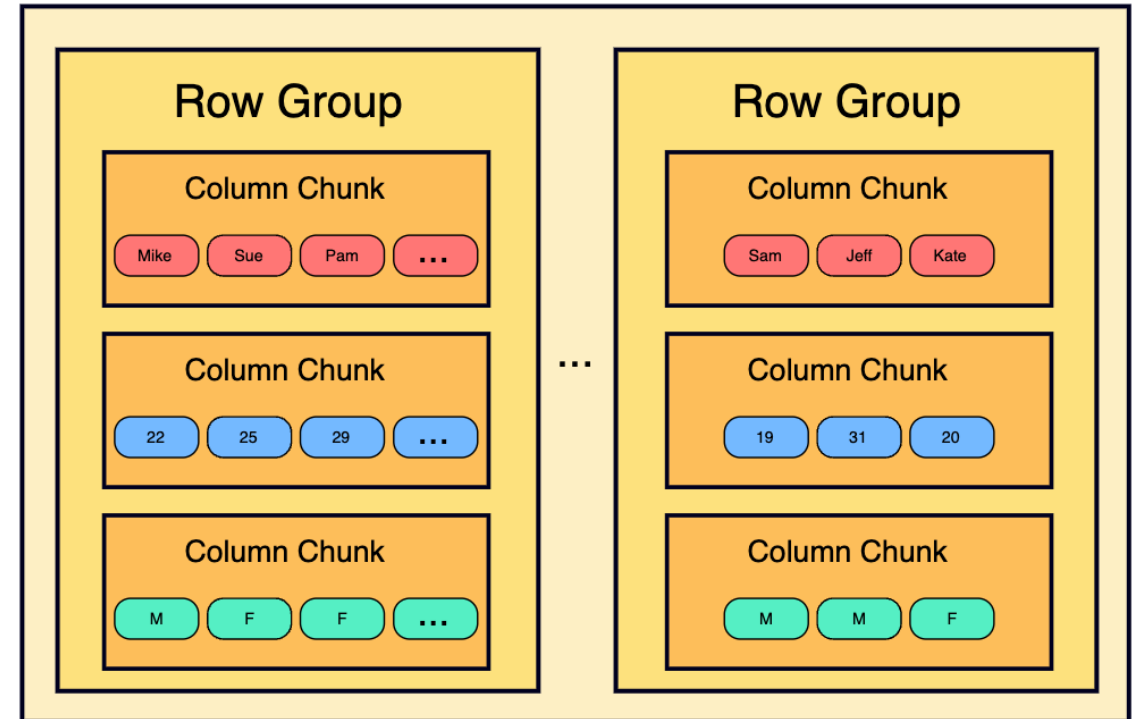 Row Group
Column Chunk
Mike Sue Pam ...
Column Chunk
22 25 29 ...
Column Chunk
M F F ...
...
Row Group
Column Chunk
Sam Jeff Kate
Column Chunk
19 31 20
Column Chunk
M M F